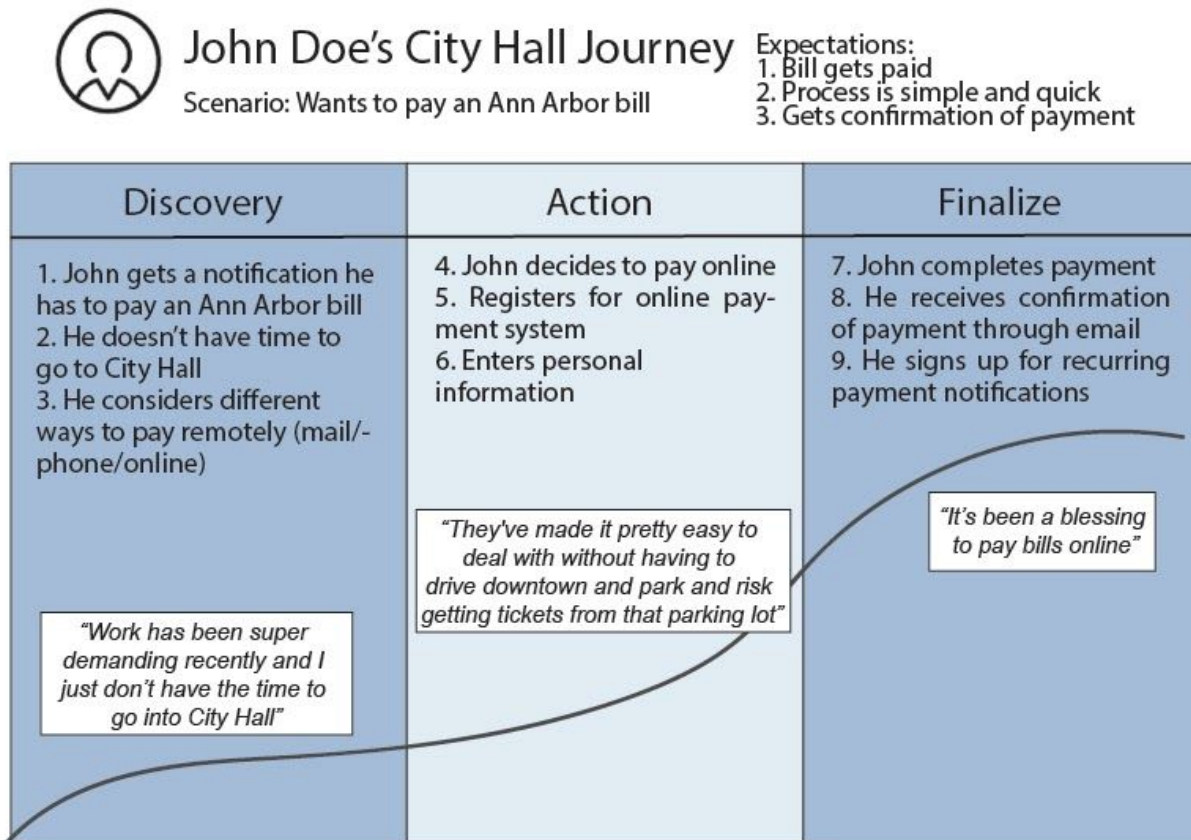 John Doe's City Hall Journey
Scenario: Wants to pay an Ann Arbor bill
Expectations:
1. Bill gets paid
2. Process is simple and quick
3. Gets confirmation of payment
Discovery
1. John gets a notification he
has to pay an Ann Arbor bill
2. He doesn't have time to
go to City Hall
3. He considers different
ways to pay remotely (mail/-
phone/online)
"Work has been super
demanding recently and I
just don't have the time to
go into City Hall"
Action
4. John decides to pay online
5. Registers for online pay-
ment system
6. Enters personal
information
"They've made it pretty easy to
deal with without having to
drive downtown and park and risk
getting tickets from that parking lot"
Finalize
7. John completes payment
8. He receives confirmation
of payment through email
9. He signs up for recurring
payment notifications
"It's been a blessing
to pay bills online"